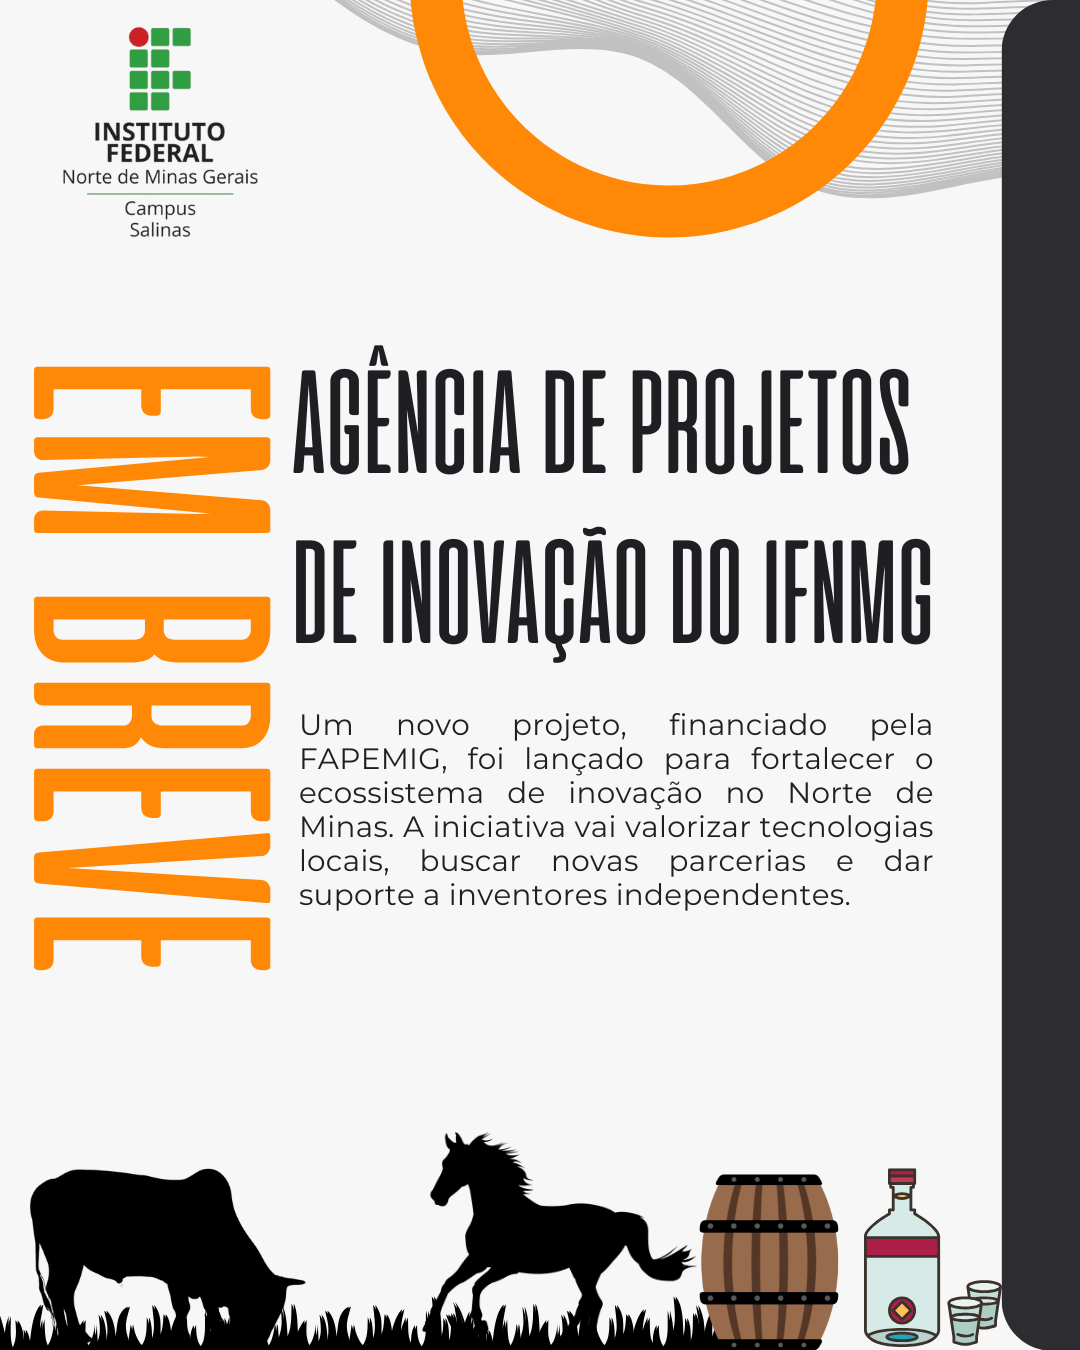 INSTITUTO
FEDERAL
Norte de Minas Gerais
Campus
Salinas
EM BREVE
AGÊNCIA DE PROJETOS
DE INOVAÇÃO DO IFNMG
Um novo projeto, financiado pela
FAPEMIG, foi lançado para fortalecer o
ecossistema de inovação no Norte de
Minas. A iniciativa vai valorizar tecnologias
locais, buscar novas parcerias e dar
suporte a inventores independentes.